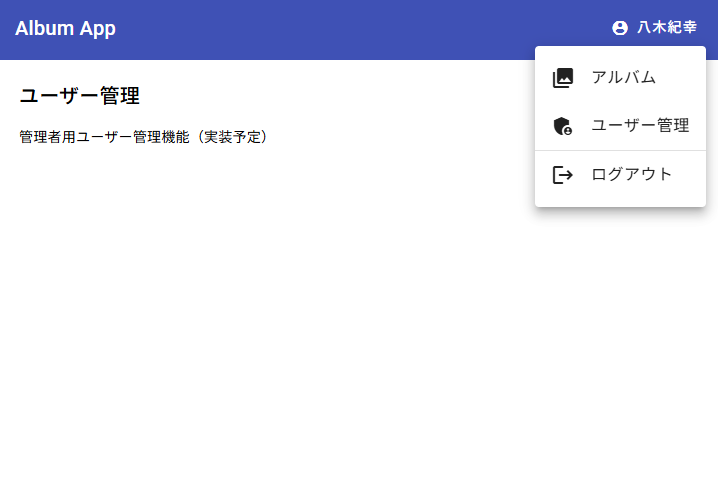 Album App
八木紀幸
アルバム
ユーザー管理
ログアウト
ユーザー管理
管理者用ユーザー管理機能（実装予定）